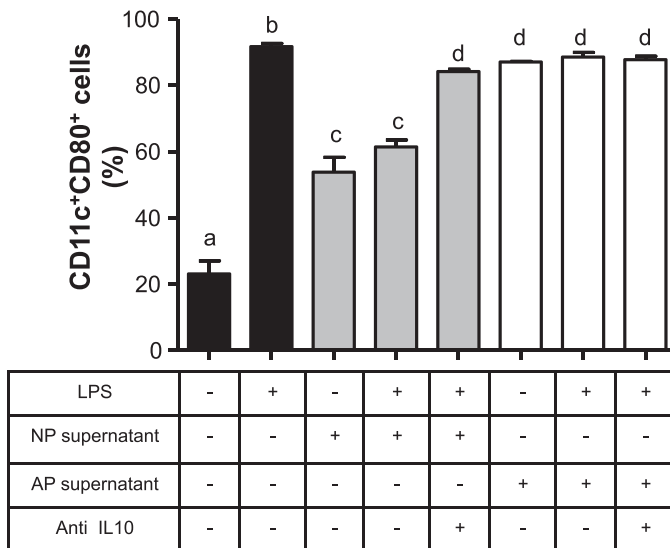 CD11c⁺CD80⁺ cells
(%)
100
80
60
40
20
0
a
b
c
c
d
d
d
d
LPS - + - + + - + +
NP supernatant - - + + + - - -
AP supernatant - - - - - + + +
Anti IL10 - - - - + - - +